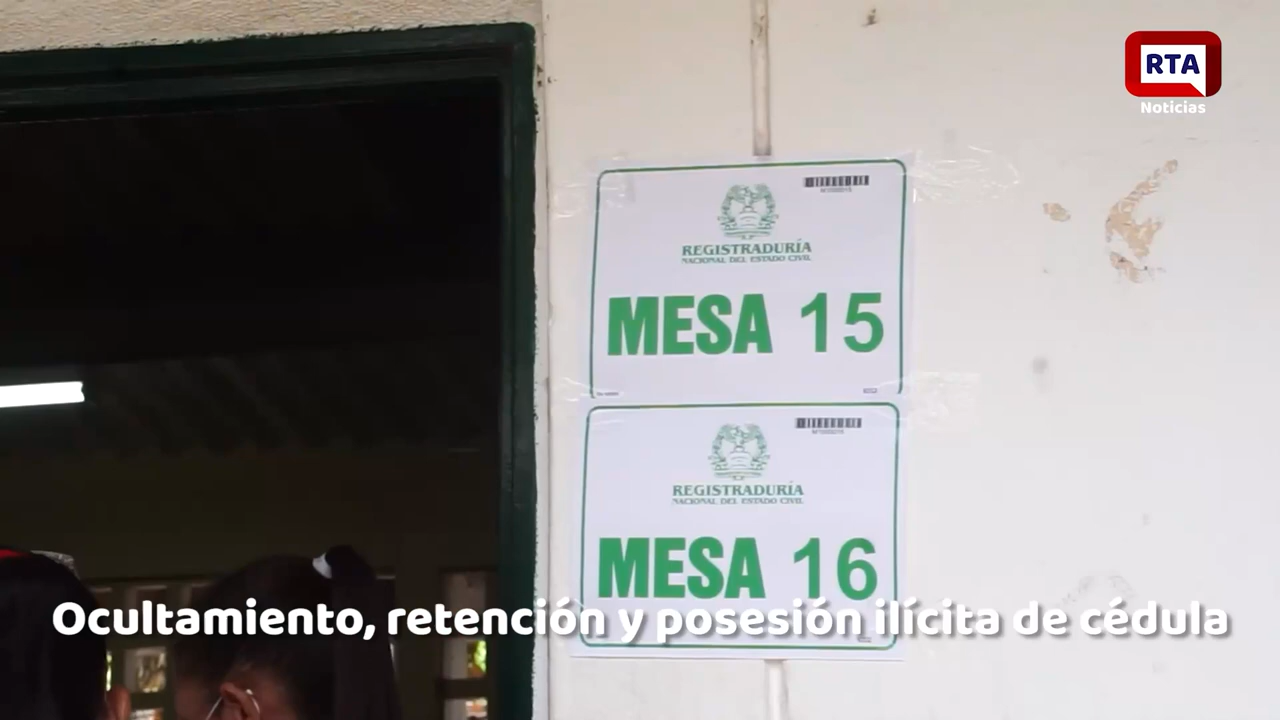 RTA
Noticias
REGISTRADURÍA
NACIONAL DEL ESTADO CIVIL
MESA 15
REGISTRADURÍA
NACIONAL DEL ESTADO CIVIL
MESA 16
Ocultamiento, retención y posesión ilícita de cédula